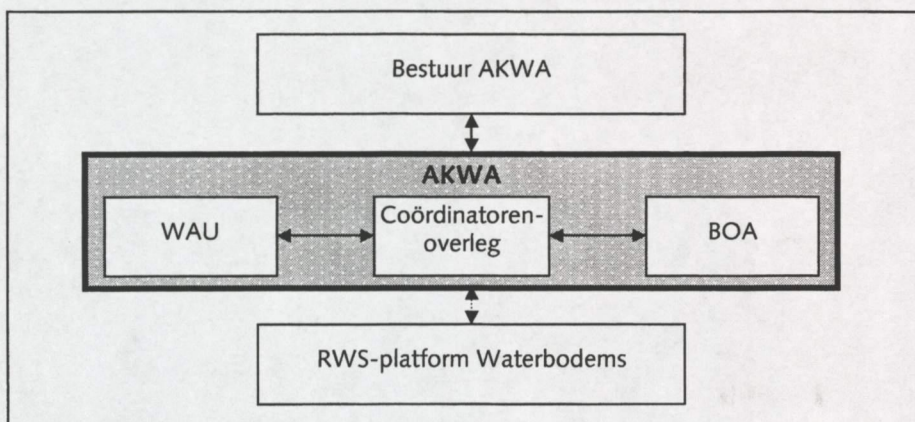 Bestuur AKWA
AKWA
WAU
Coördinatoren-
overleg
BOA
RWS-platform Waterbodems